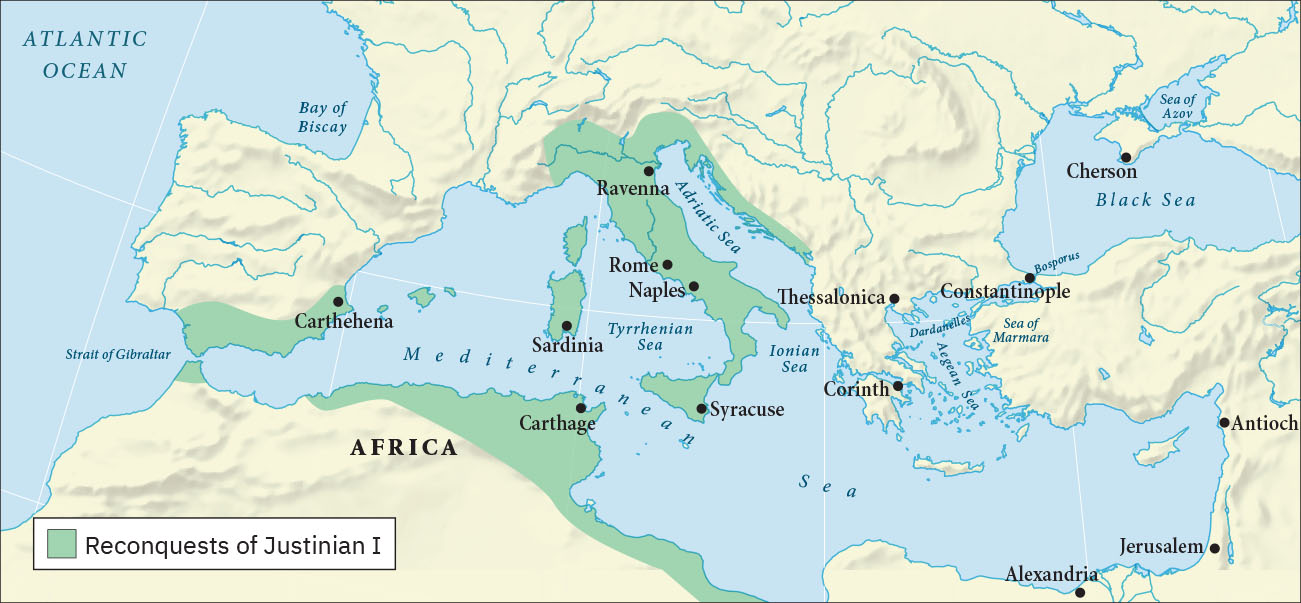 ATLANTIC
OCEAN
Bay of
Biscay
Sea of
Azov
Cherson
Black Sea
Ravenna
Adriatic Sea
Rome
Naples
Bosporus
Constantinople
Thessalonica
Dardanelles
Sea of
Marmara
Carthehena
Strait of Gibraltar
Sardinia
Tyrrhenian
Sea
Ionian
Sea
Aegean Sea
Mediterranean
Sea
Corinth
Syracuse
Carthage
AFRICA
Antioch
Jerusalem
Alexandria
Reconquests of Justinian I